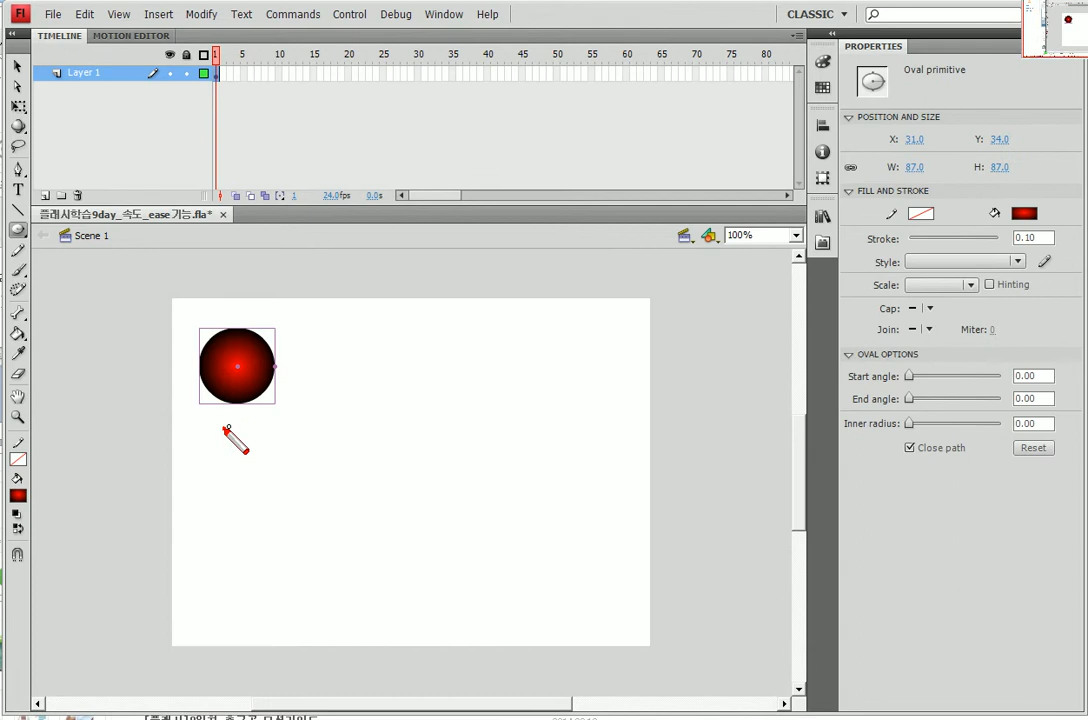 Fl File Edit View Insert Modify Text Commands Control Debug Window Help CLASSIC
TIMELINE MOTION EDITOR
1 5 10 15 20 25 30 35 40 45 50 55 60 65 70 75 80
Layer 1
1 24.0fps 0.0s
플래시학습9day_속도_ease기능.fla*
Scene 1
100%
PROPERTIES
Oval primitive
POSITION AND SIZE
X: 31.0 Y: 34.0
W: 87.0 H: 87.0
FILL AND STROKE
Stroke: 0.10
Style:
Scale: Hinting
Cap:
Join: Miter: 0
OVAL OPTIONS
Start angle: 0.00
End angle: 0.00
Inner radius: 0.00
Close path Reset
T